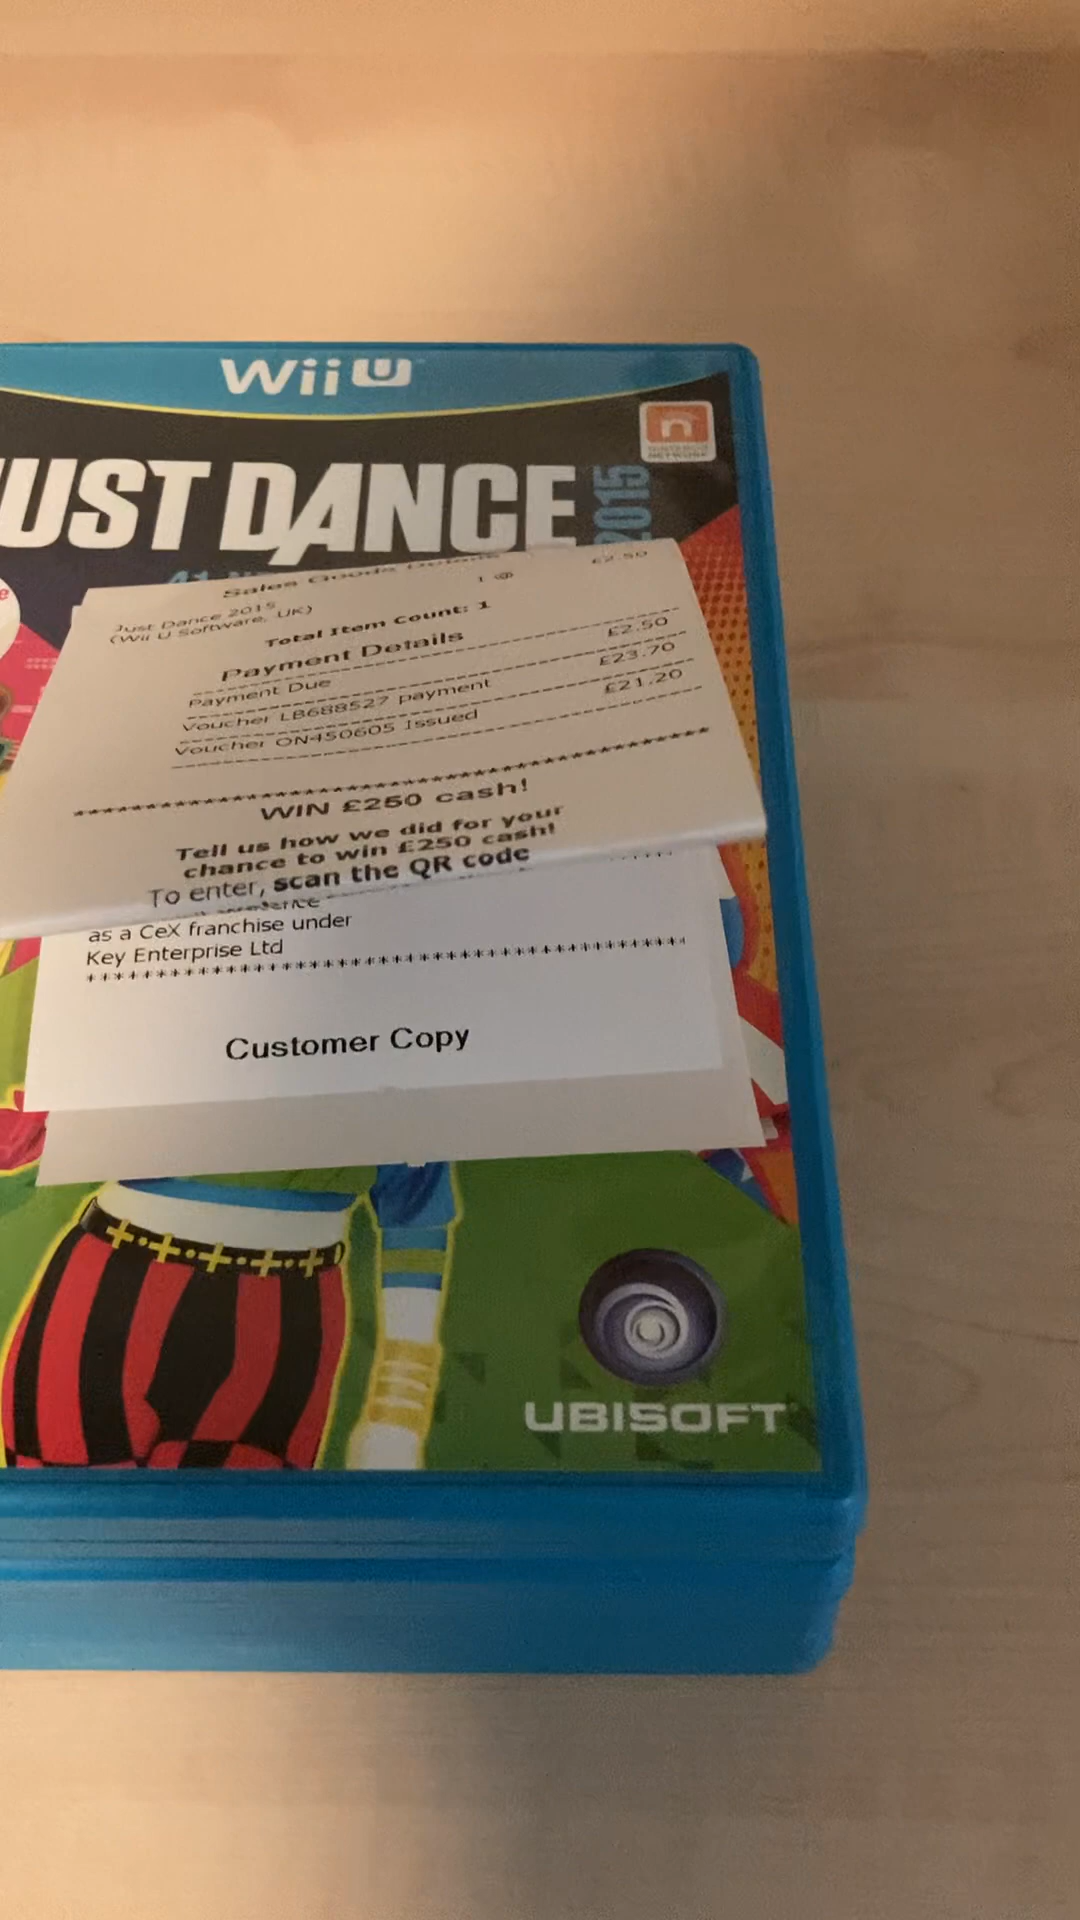 Wii U
UST DANCE
2015
Sales Goods Details
1 @ £2.50
Just Dance 2015
(Wii U Software, UK)
Total Item Count: 1
Payment Details
Payment Due £2.50
Voucher LB688527 payment £23.70
Voucher ON450605 Issued £21.20
WIN £250 cash!
Tell us how we did for your
chance to win £250 cash!
To enter, scan the QR code
as a CeX franchise under
Key Enterprise Ltd
****************************************
Customer Copy
UBISOFT